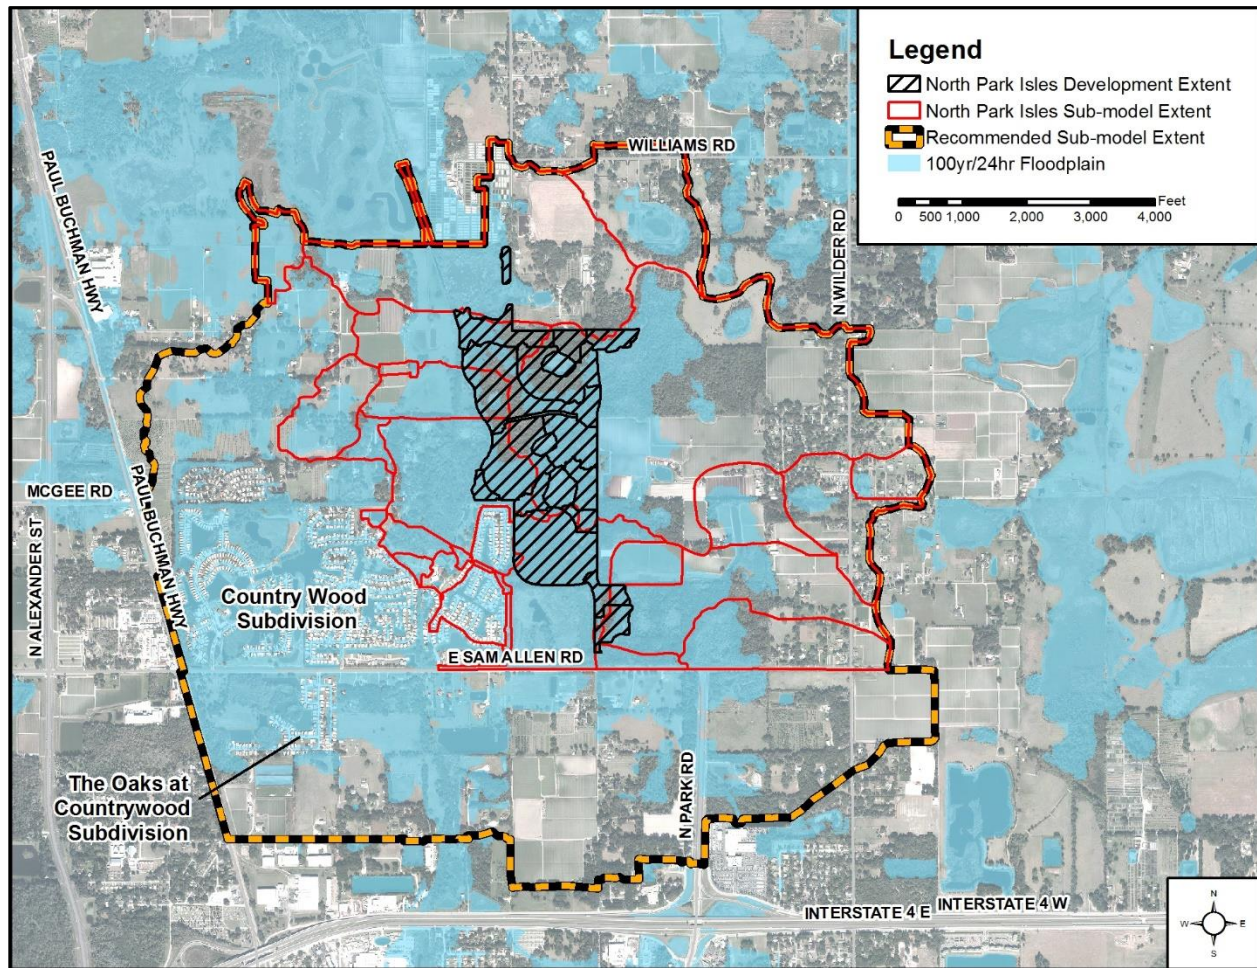 Legend
North Park Isles Development Extent
North Park Isles Sub-model Extent
Recommended Sub-model Extent
100yr/24hr Floodplain
Feet
0 500 1,000 2,000 3,000 4,000
WILLIAMS RD
PAUL BUCHMAN HWY
N WILDER RD
MCGEE RD
PAUL BUCHMAN HWY
N ALEXANDER ST
Country Wood
Subdivision
E SAM ALLEN RD
The Oaks at
Countrywood
Subdivision
N PARK RD
INTERSTATE 4 E
INTERSTATE 4 W
N
W
E
S